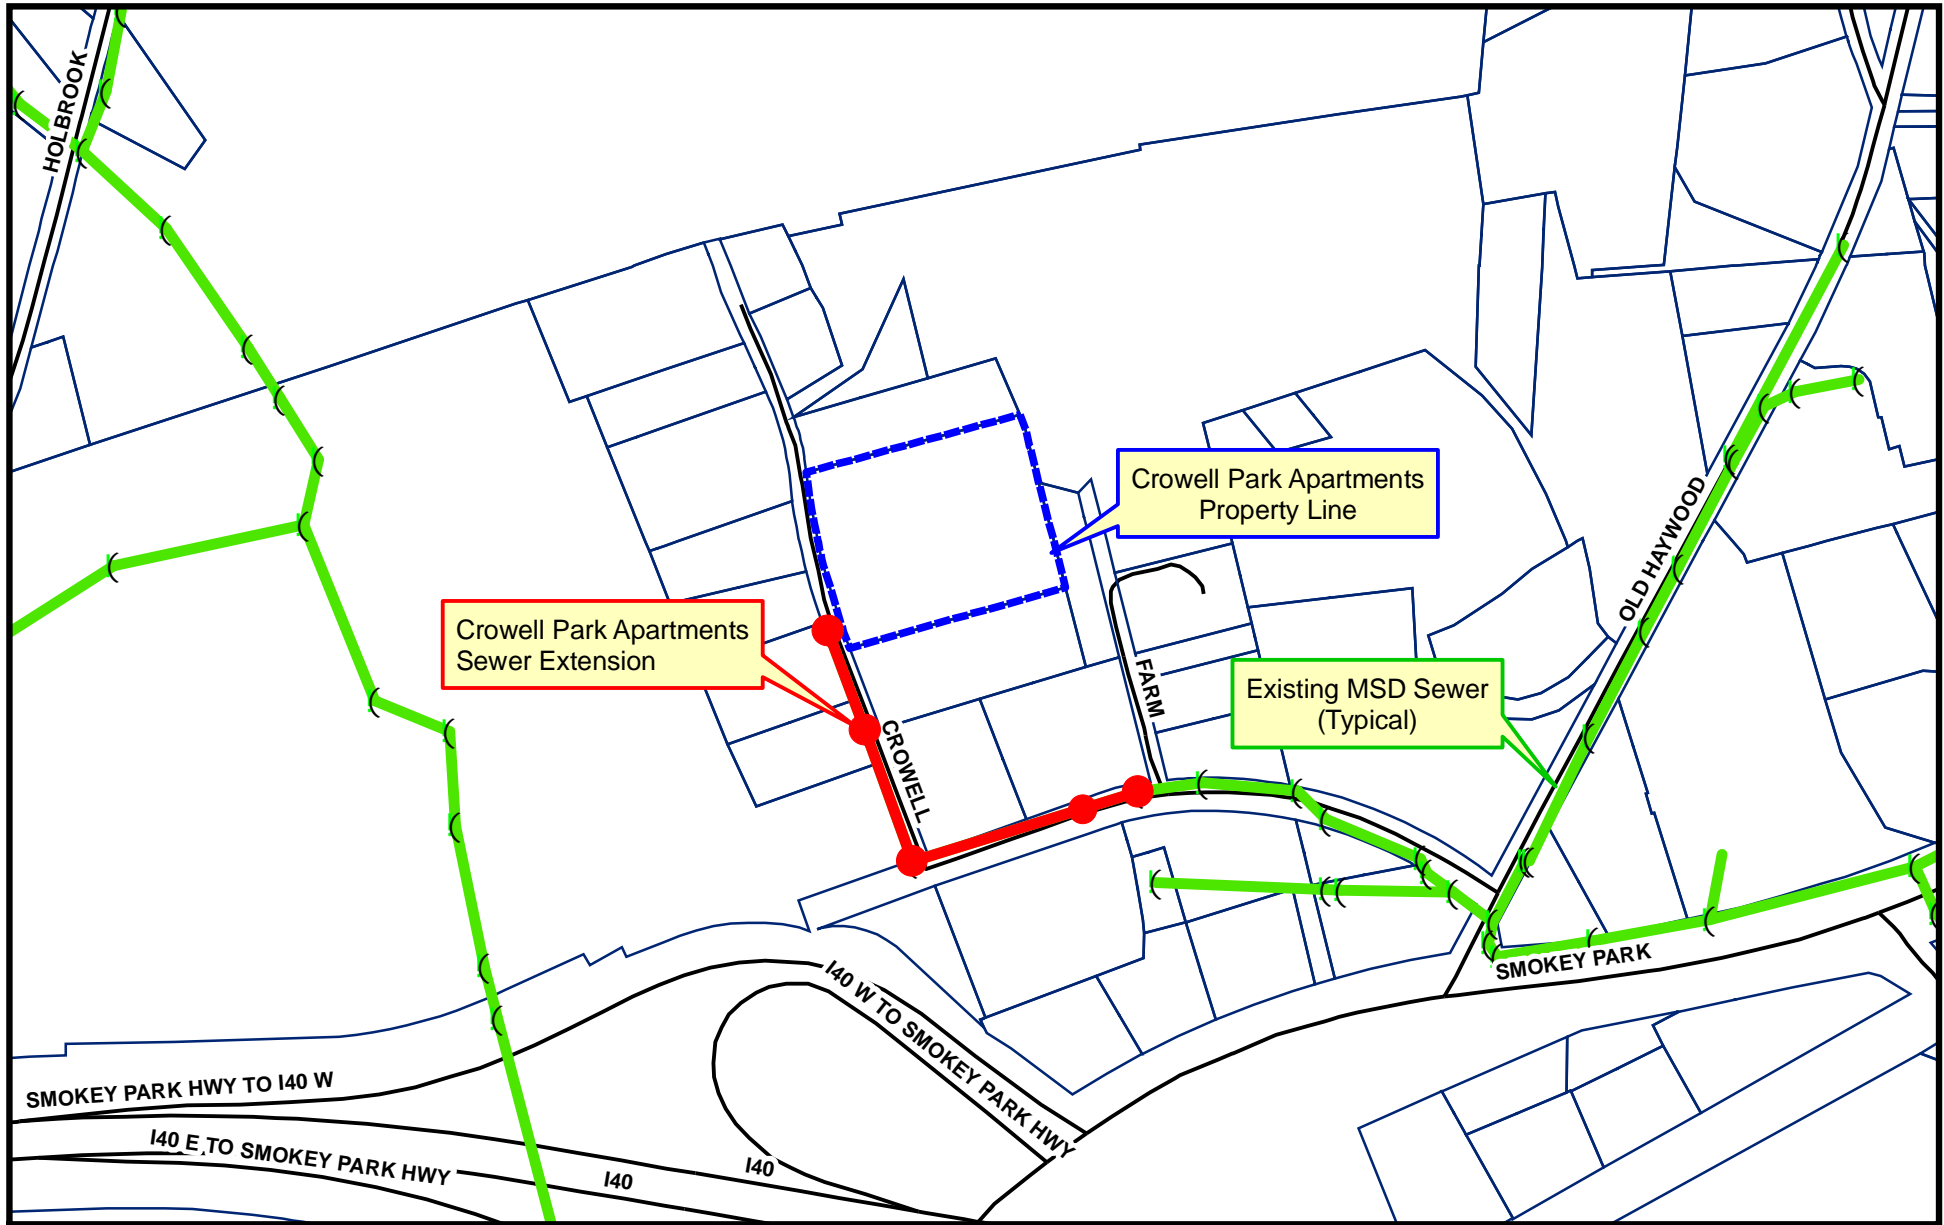 HOLBROOK
Crowell Park Apartments
Property Line
OLD HAYWOOD
Crowell Park Apartments
Sewer Extension
FARM
Existing MSD Sewer
(Typical)
CROWELL
SMOKEY PARK
I40 W TO SMOKEY PARK HWY
SMOKEY PARK HWY TO I40 W
I40 E TO SMOKEY PARK HWY
I40
I40